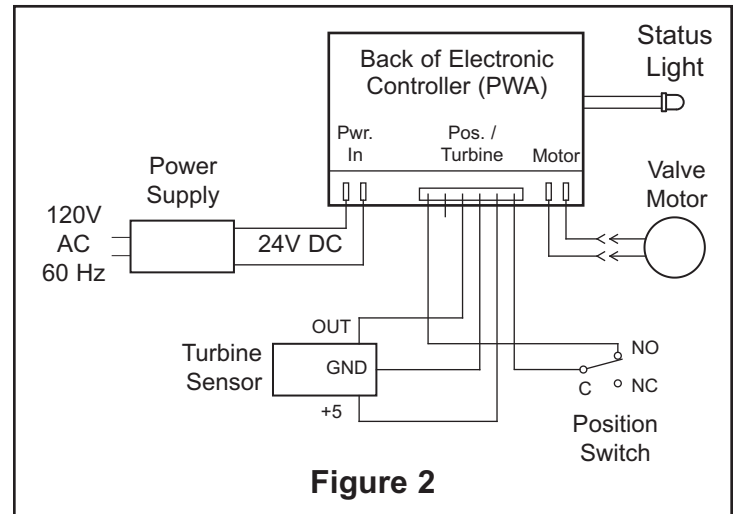 Back of Electronic
Controller (PWA)
Status
Light
Pwr.
In
Pos. /
Turbine
Motor
Power
Supply
Valve
Motor
120V
AC
60 Hz
24V DC
OUT
Turbine
Sensor
GND
+5
NO
C
NC
Position
Switch
Figure 2